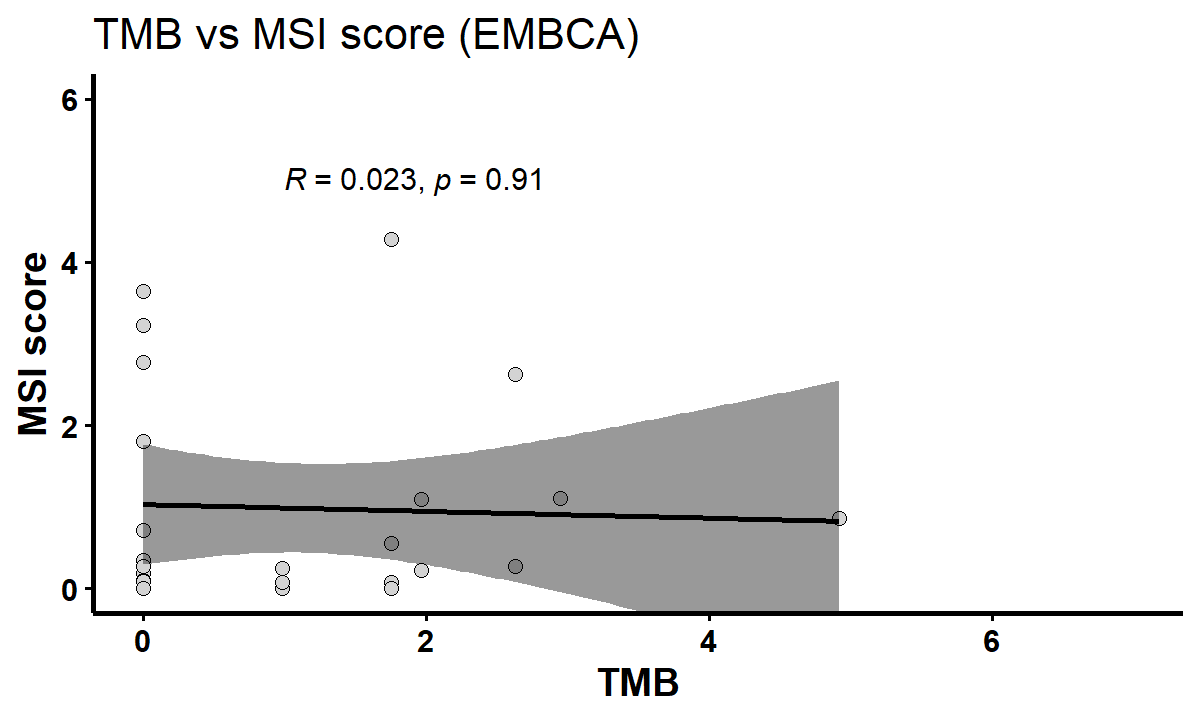 TMB vs MSI score (EMBCA)
6
R = 0.023, p = 0.91
4
MSI score
2
0
0 2 4 6
TMB